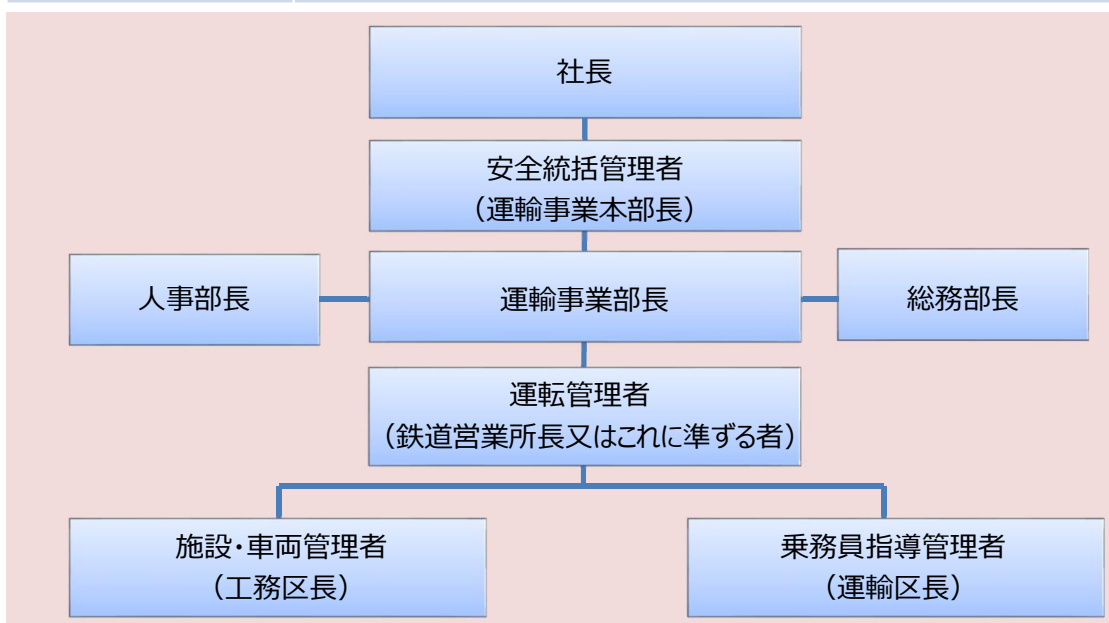 社長
安全統括管理者
（運輸事業本部長）
人事部長
運輸事業部長
総務部長
運転管理者
（鉄道営業所長又はこれに準ずる者）
施設・車両管理者
（工務区長）
乗務員指導管理者
（運輸区長）